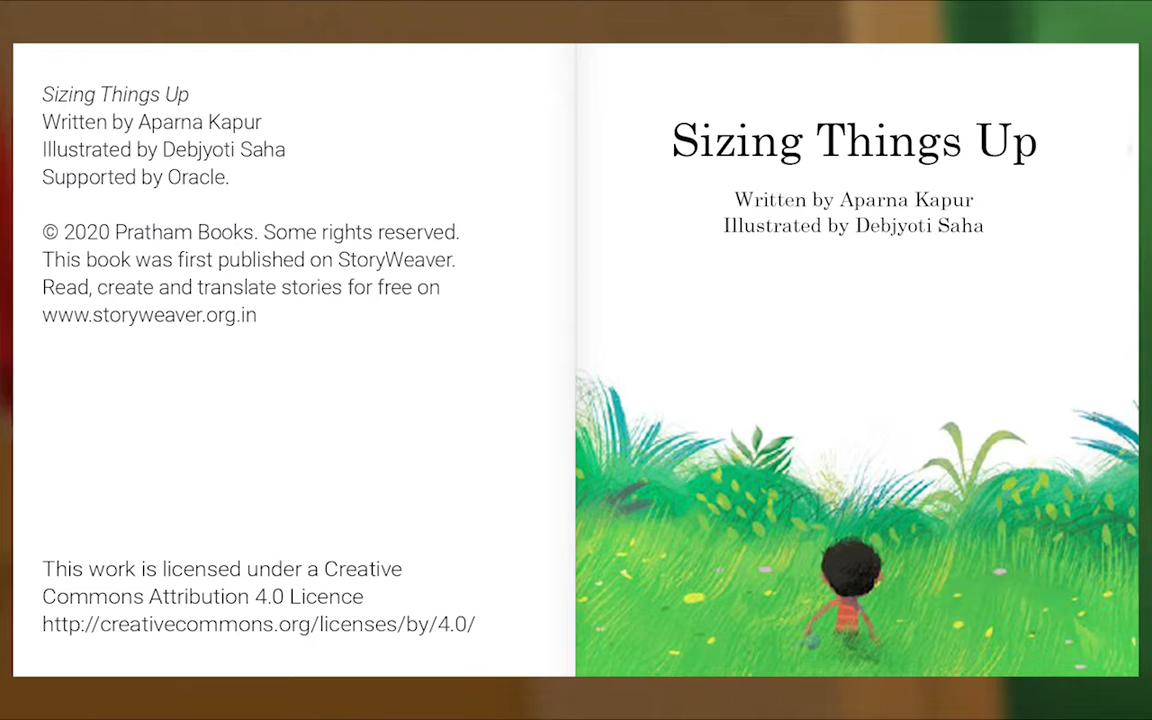 Sizing Things Up
Written by Aparna Kapur
Illustrated by Debjyoti Saha
Supported by Oracle.
© 2020 Pratham Books. Some rights reserved.
This book was first published on StoryWeaver.
Read, create and translate stories for free on
www.storyweaver.org.in
This work is licensed under a Creative
Commons Attribution 4.0 Licence
http://creativecommons.org/licenses/by/4.0/
Sizing Things Up
Written by Aparna Kapur
Illustrated by Debjyoti Saha